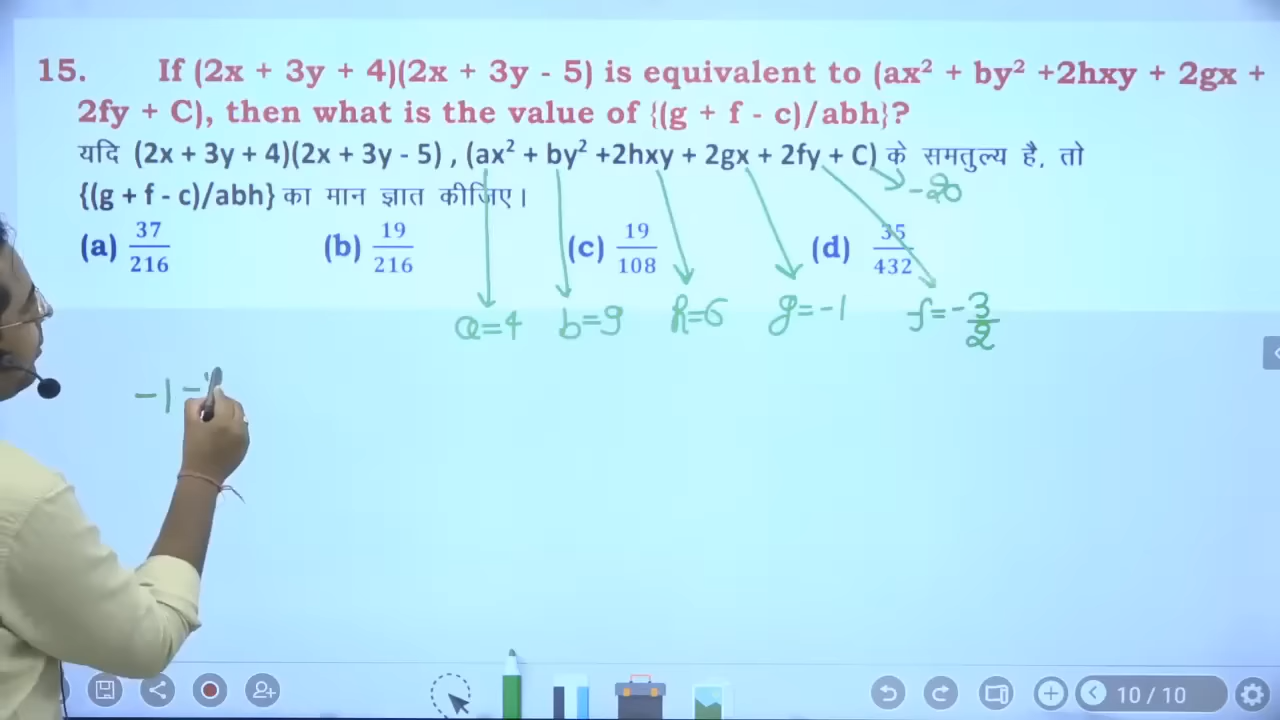 15. If (2x + 3y + 4)(2x + 3y - 5) is equivalent to (ax² + by² +2hxy + 2gx +
2fy + C), then what is the value of {(g + f - c)/abh}?
यदि (2x + 3y + 4)(2x + 3y - 5) , (ax² + by² +2hxy + 2gx + 2fy + C) के समतुल्य है, तो
-20
{(g + f - c)/abh} का मान ज्ञात कीजिए।
(a) 37/216 (b) 19/216 (c) 19/108 (d) 35/432
a=4 b=9 h=6 g=-1 f=-3/2
-1 -
10 / 10